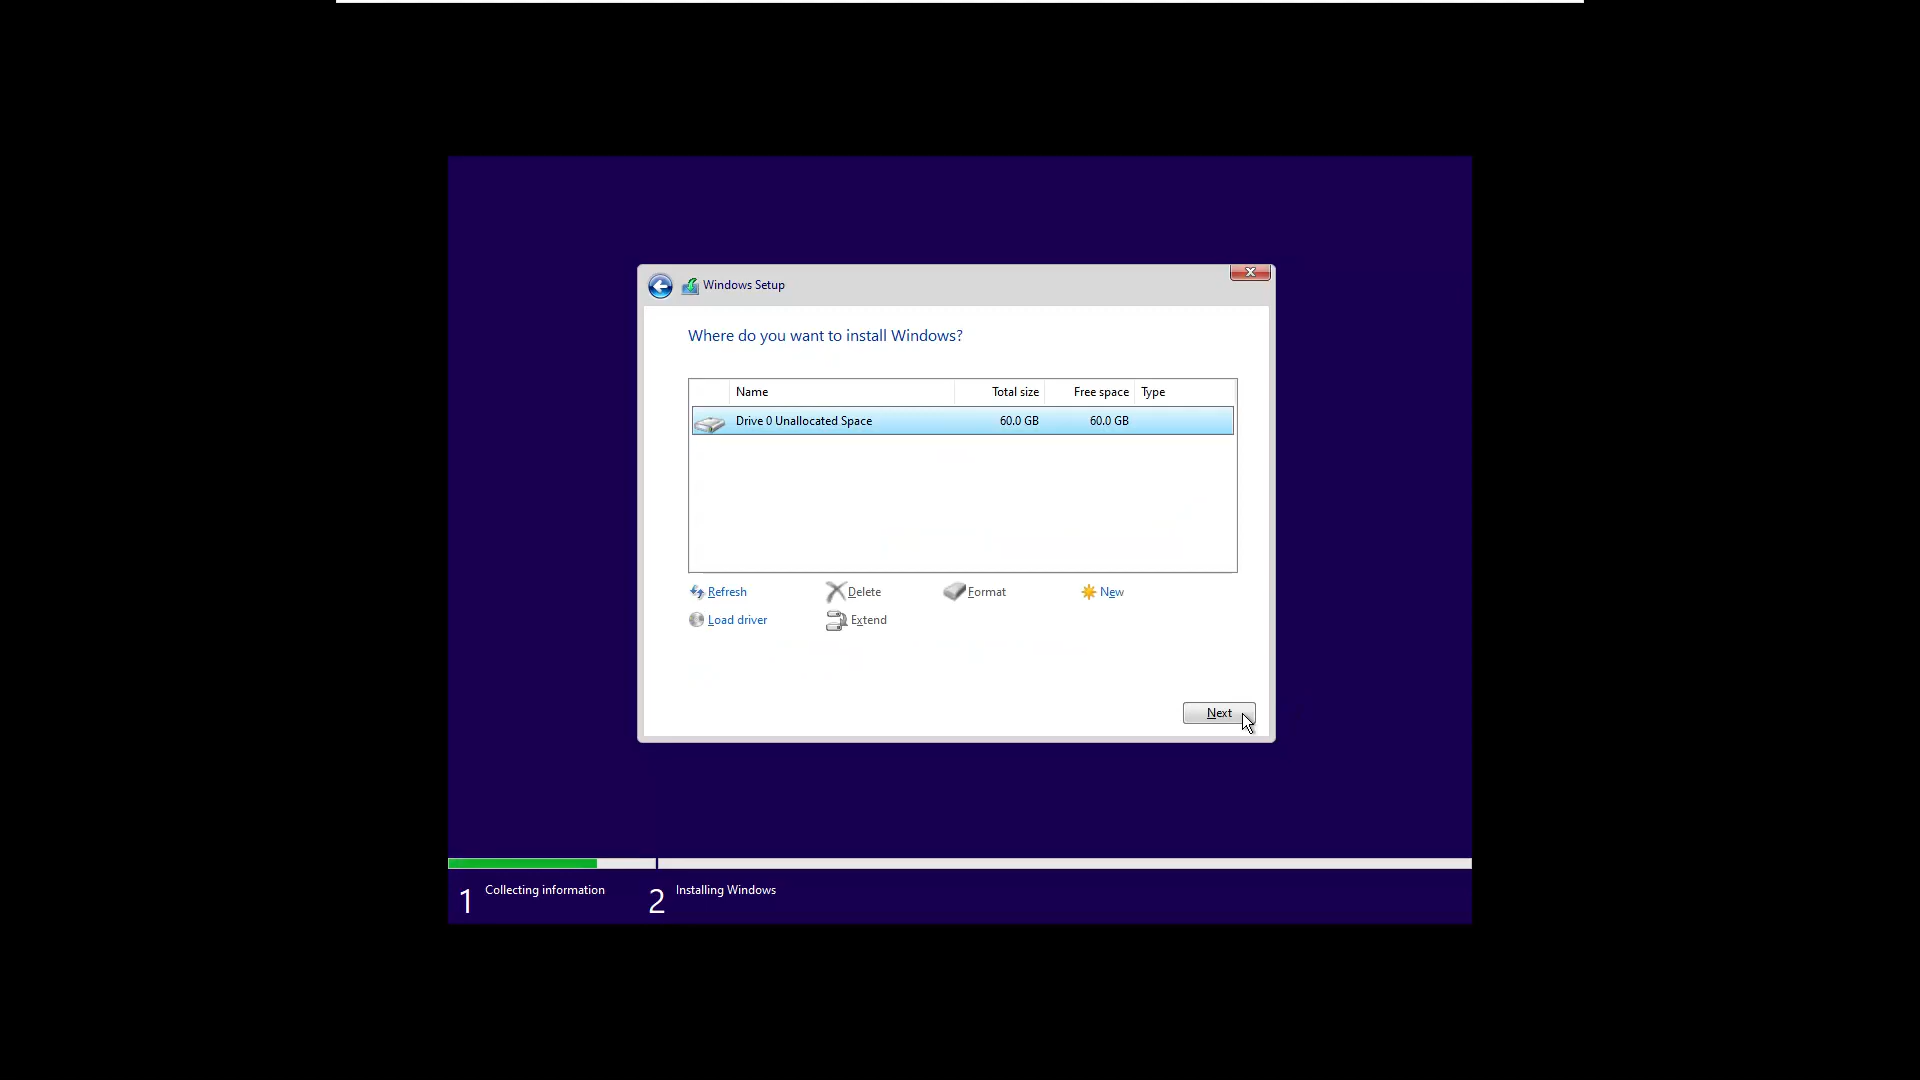 Windows Setup
Where do you want to install Windows?
Name Total size Free space Type
Drive 0 Unallocated Space 60.0 GB 60.0 GB
Refresh Delete Format New
Load driver Extend
Next
1 Collecting information 2 Installing Windows